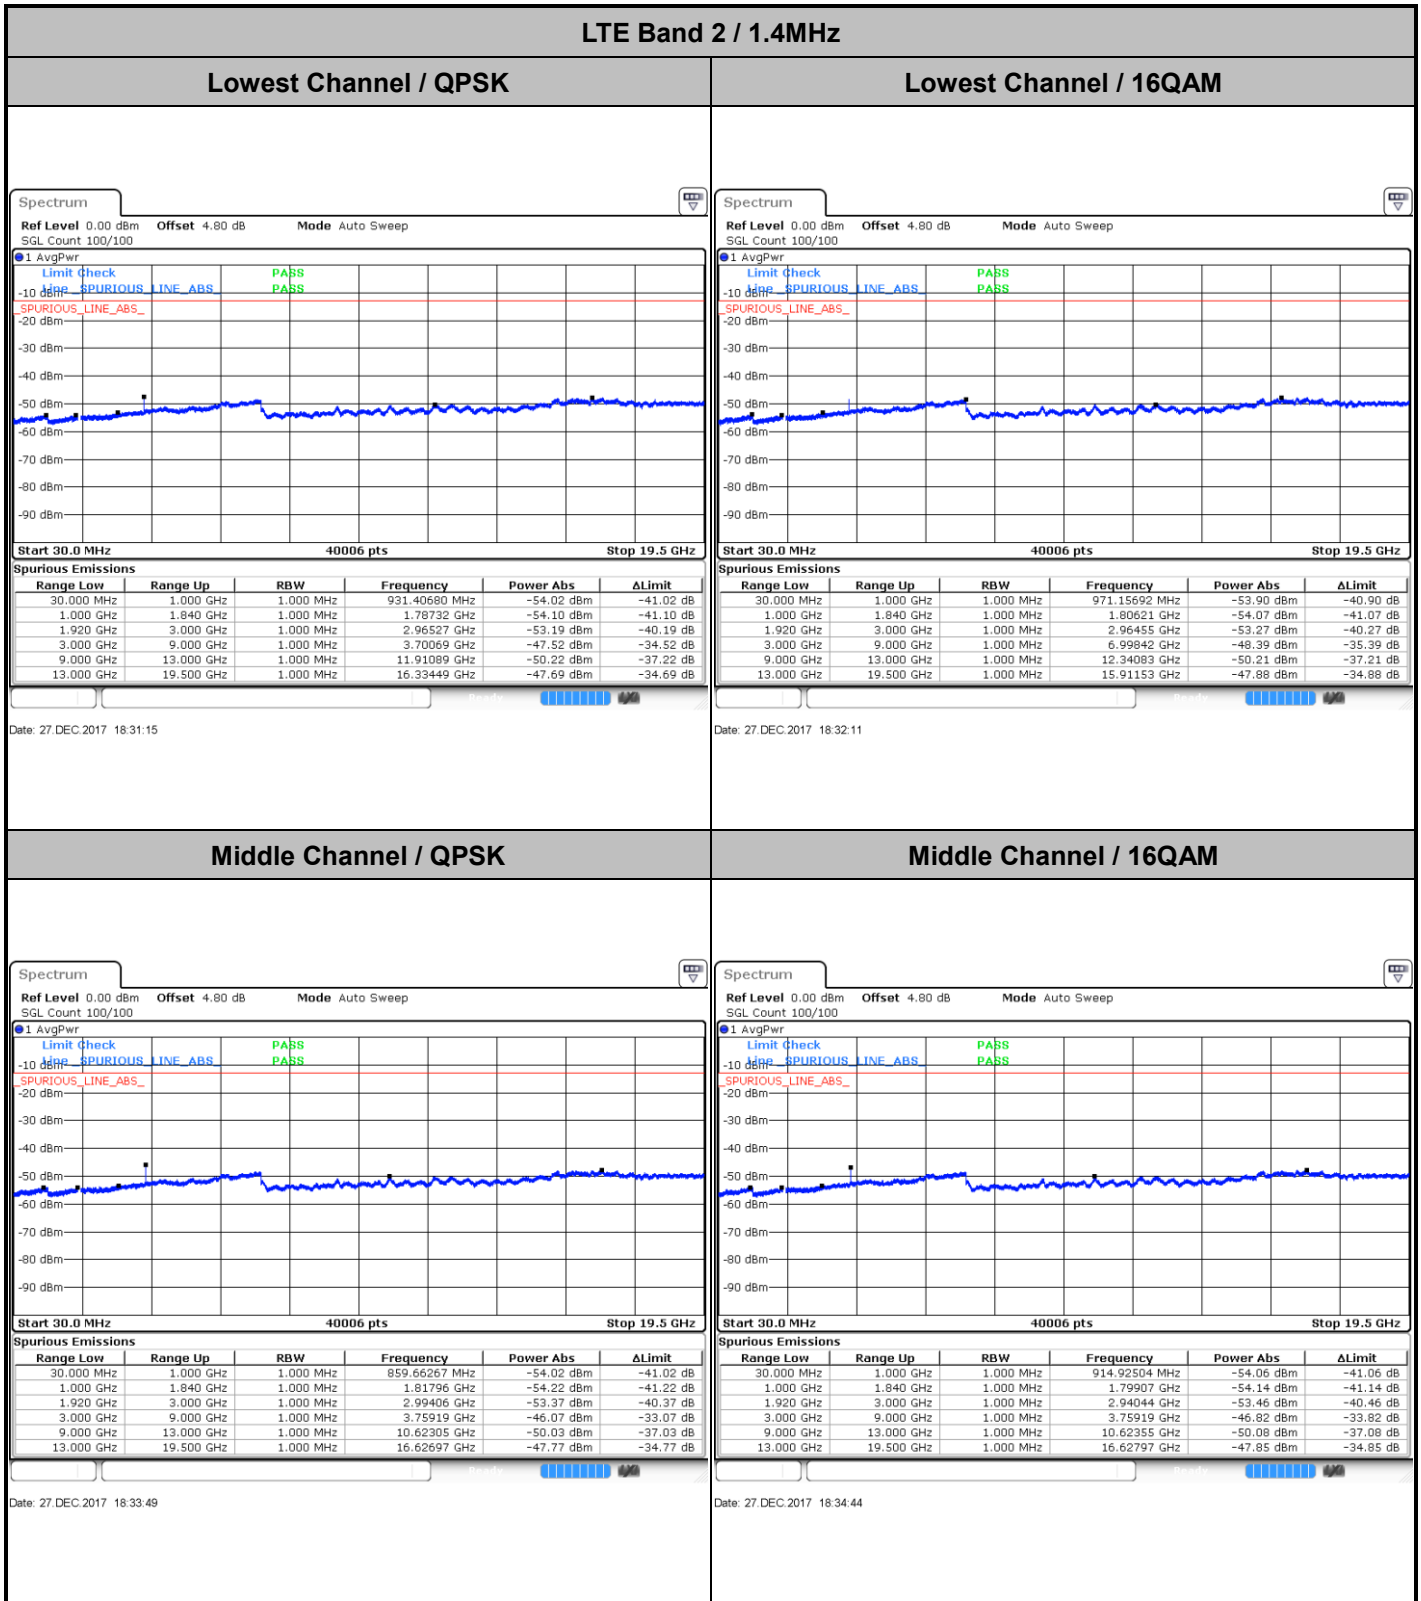 LTE Band 2 / 1.4MHz
Lowest Channel / QPSK
Lowest Channel / 16QAM
Spectrum
Ref Level 0.00 dBm Offset 4.80 dB Mode Auto Sweep
SGL Count 100/100
1 AvgPwr
Limit Check PASS
Line _SPURIOUS_LINE_ABS_ PASS
_SPURIOUS_LINE_ABS_
-10 dBm
-20 dBm
-30 dBm
-40 dBm
-50 dBm
-60 dBm
-70 dBm
-80 dBm
-90 dBm
Start 30.0 MHz 40006 pts Stop 19.5 GHz
Spurious Emissions
Range Low Range Up RBW Frequency Power Abs ΔLimit
30.000 MHz 1.000 GHz 1.000 MHz 931.40680 MHz -54.02 dBm -41.02 dB
1.000 GHz 1.840 GHz 1.000 MHz 1.78732 GHz -54.10 dBm -41.10 dB
1.920 GHz 3.000 GHz 1.000 MHz 2.96527 GHz -53.19 dBm -40.19 dB
3.000 GHz 9.000 GHz 1.000 MHz 3.70069 GHz -47.52 dBm -34.52 dB
9.000 GHz 13.000 GHz 1.000 MHz 11.91089 GHz -50.22 dBm -37.22 dB
13.000 GHz 19.500 GHz 1.000 MHz 16.33449 GHz -47.69 dBm -34.69 dB
Date: 27.DEC.2017 18:31:15
Spectrum
Ref Level 0.00 dBm Offset 4.80 dB Mode Auto Sweep
SGL Count 100/100
1 AvgPwr
Limit Check PASS
Line _SPURIOUS_LINE_ABS_ PASS
_SPURIOUS_LINE_ABS_
-10 dBm
-20 dBm
-30 dBm
-40 dBm
-50 dBm
-60 dBm
-70 dBm
-80 dBm
-90 dBm
Start 30.0 MHz 40006 pts Stop 19.5 GHz
Spurious Emissions
Range Low Range Up RBW Frequency Power Abs ΔLimit
30.000 MHz 1.000 GHz 1.000 MHz 971.15692 MHz -53.90 dBm -40.90 dB
1.000 GHz 1.840 GHz 1.000 MHz 1.80621 GHz -54.07 dBm -41.07 dB
1.920 GHz 3.000 GHz 1.000 MHz 2.96455 GHz -53.27 dBm -40.27 dB
3.000 GHz 9.000 GHz 1.000 MHz 6.99842 GHz -48.39 dBm -35.39 dB
9.000 GHz 13.000 GHz 1.000 MHz 12.34083 GHz -50.21 dBm -37.21 dB
13.000 GHz 19.500 GHz 1.000 MHz 15.91153 GHz -47.88 dBm -34.88 dB
Date: 27.DEC.2017 18:32:11
Middle Channel / QPSK
Middle Channel / 16QAM
Spectrum
Ref Level 0.00 dBm Offset 4.80 dB Mode Auto Sweep
SGL Count 100/100
1 AvgPwr
Limit Check PASS
Line _SPURIOUS_LINE_ABS_ PASS
_SPURIOUS_LINE_ABS_
-10 dBm
-20 dBm
-30 dBm
-40 dBm
-50 dBm
-60 dBm
-70 dBm
-80 dBm
-90 dBm
Start 30.0 MHz 40006 pts Stop 19.5 GHz
Spurious Emissions
Range Low Range Up RBW Frequency Power Abs ΔLimit
30.000 MHz 1.000 GHz 1.000 MHz 859.66267 MHz -54.02 dBm -41.02 dB
1.000 GHz 1.840 GHz 1.000 MHz 1.81796 GHz -54.22 dBm -41.22 dB
1.920 GHz 3.000 GHz 1.000 MHz 2.99406 GHz -53.37 dBm -40.37 dB
3.000 GHz 9.000 GHz 1.000 MHz 3.75919 GHz -46.07 dBm -33.07 dB
9.000 GHz 13.000 GHz 1.000 MHz 10.62305 GHz -50.03 dBm -37.03 dB
13.000 GHz 19.500 GHz 1.000 MHz 16.62697 GHz -47.77 dBm -34.77 dB
Date: 27.DEC.2017 18:33:49
Spectrum
Ref Level 0.00 dBm Offset 4.80 dB Mode Auto Sweep
SGL Count 100/100
1 AvgPwr
Limit Check PASS
Line _SPURIOUS_LINE_ABS_ PASS
_SPURIOUS_LINE_ABS_
-10 dBm
-20 dBm
-30 dBm
-40 dBm
-50 dBm
-60 dBm
-70 dBm
-80 dBm
-90 dBm
Start 30.0 MHz 40006 pts Stop 19.5 GHz
Spurious Emissions
Range Low Range Up RBW Frequency Power Abs ΔLimit
30.000 MHz 1.000 GHz 1.000 MHz 914.92504 MHz -54.06 dBm -41.06 dB
1.000 GHz 1.840 GHz 1.000 MHz 1.79907 GHz -54.14 dBm -41.14 dB
1.920 GHz 3.000 GHz 1.000 MHz 2.94044 GHz -53.46 dBm -40.46 dB
3.000 GHz 9.000 GHz 1.000 MHz 3.75919 GHz -46.82 dBm -33.82 dB
9.000 GHz 13.000 GHz 1.000 MHz 10.62355 GHz -50.08 dBm -37.08 dB
13.000 GHz 19.500 GHz 1.000 MHz 16.62797 GHz -47.85 dBm -34.85 dB
Date: 27.DEC.2017 18:34:44